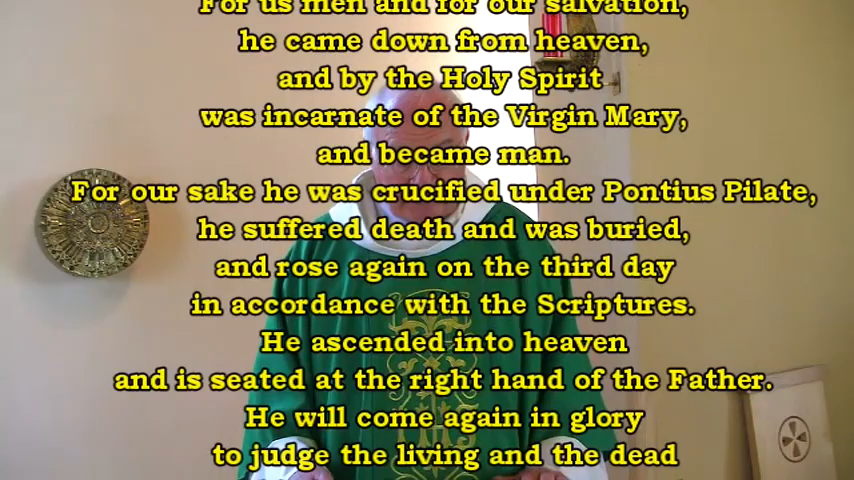 For us men and for our salvation,
he came down from heaven,
and by the Holy Spirit
was incarnate of the Virgin Mary,
and became man.
For our sake he was crucified under Pontius Pilate,
he suffered death and was buried,
and rose again on the third day
in accordance with the Scriptures.
He ascended into heaven
and is seated at the right hand of the Father.
He will come again in glory
to judge the living and the dead